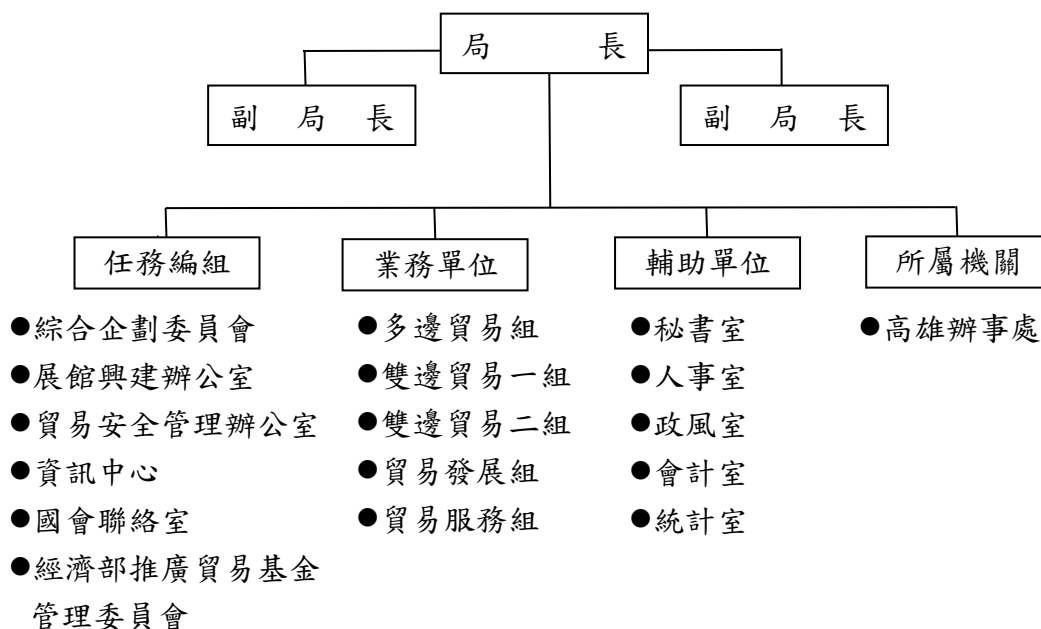 局 長
副 局 長
副 局 長
任務編組
業務單位
輔助單位
所屬機關
●綜合企劃委員會
●展館興建辦公室
●貿易安全管理辦公室
●資訊中心
●國會聯絡室
●經濟部推廣貿易基金
管理委員會
●多邊貿易組
●雙邊貿易一組
●雙邊貿易二組
●貿易發展組
●貿易服務組
●秘書室
●人事室
●政風室
●會計室
●統計室
●高雄辦事處